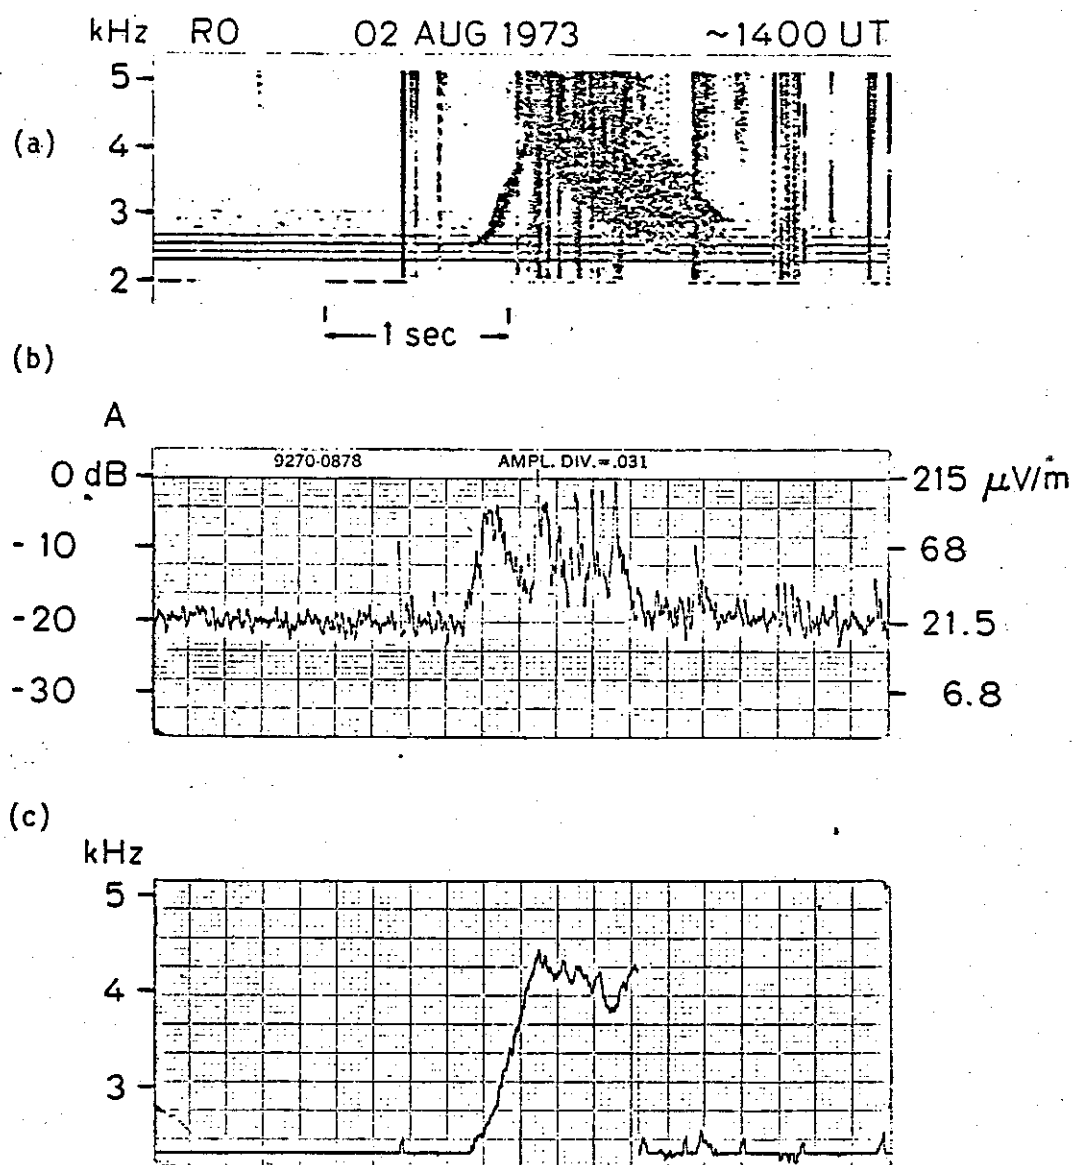 kHz RO 02 AUG 1973 ~1400 UT
5
(a)
4
3
2
1 sec
(b)
A
9270-0878 AMPL. DIV.=.031
0 dB 215 μV/m
-10 68
-20 21.5
-30 6.8
(c)
kHz
5
4
3